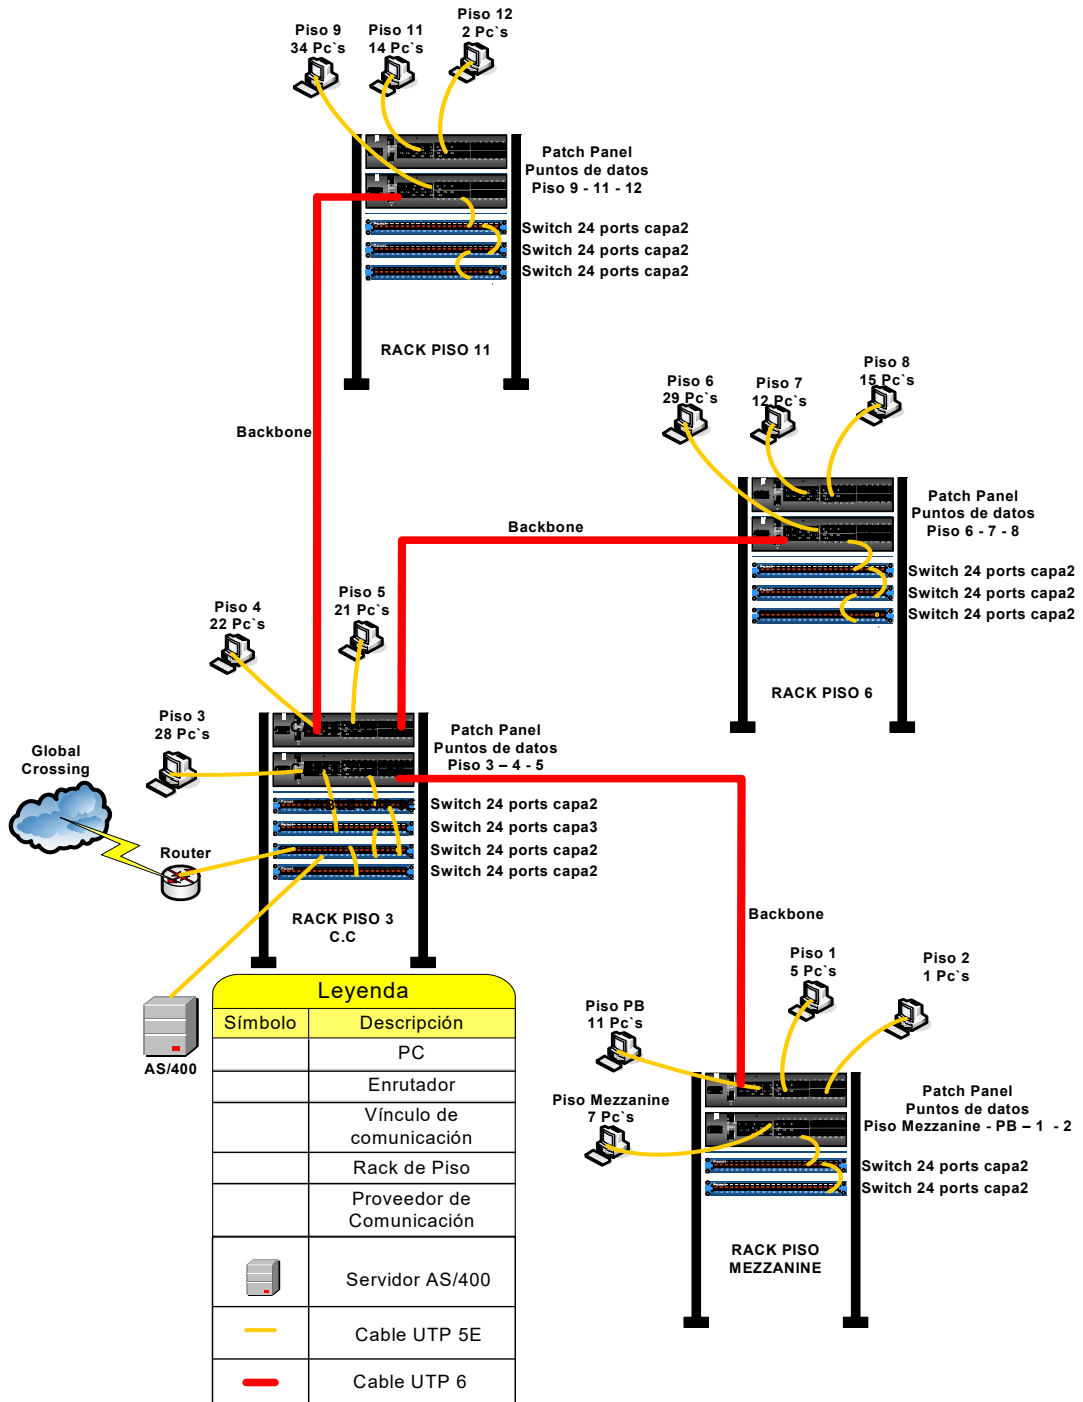 Piso 9
34 Pc`s
Piso 11
14 Pc`s
Piso 12
2 Pc`s
Patch Panel
Puntos de datos
Piso 9 - 11 - 12
Switch 24 ports capa2
Switch 24 ports capa2
Switch 24 ports capa2
RACK PISO 11
Backbone
Piso 6
29 Pc`s
Piso 7
12 Pc`s
Piso 8
15 Pc`s
Patch Panel
Puntos de datos
Piso 6 - 7 - 8
Switch 24 ports capa2
Switch 24 ports capa2
Switch 24 ports capa2
RACK PISO 6
Backbone
Piso 4
22 Pc`s
Piso 5
21 Pc`s
Piso 3
28 Pc`s
Global
Crossing
Router
Patch Panel
Puntos de datos
Piso 3 – 4 - 5
Switch 24 ports capa2
Switch 24 ports capa3
Switch 24 ports capa2
Switch 24 ports capa2
RACK PISO 3
C.C
AS/400
Backbone
Piso 1
5 Pc`s
Piso 2
1 Pc`s
Piso PB
11 Pc`s
Piso Mezzanine
7 Pc`s
Patch Panel
Puntos de datos
Piso Mezzanine - PB – 1 - 2
Switch 24 ports capa2
Switch 24 ports capa2
RACK PISO
MEZZANINE
Leyenda
Símbolo Descripción
PC
Enrutador
Vínculo de
comunicación
Rack de Piso
Proveedor de
Comunicación
Servidor AS/400
Cable UTP 5E
Cable UTP 6